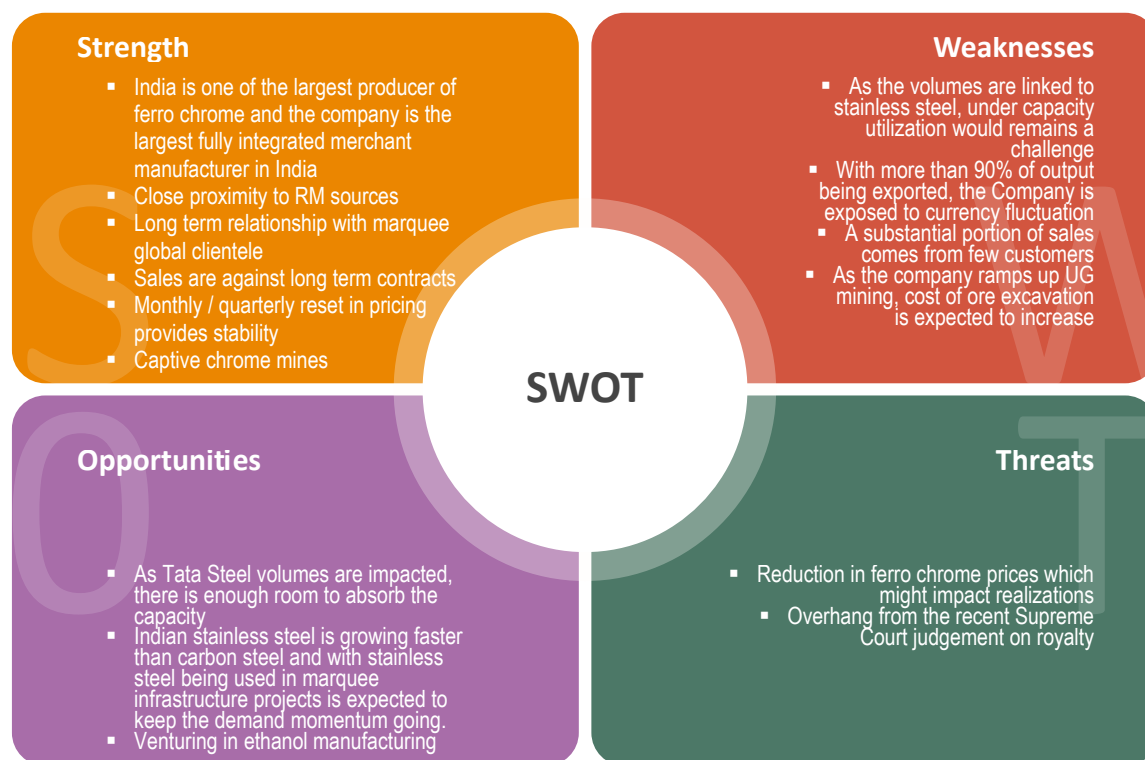 Strength
▪ India is one of the largest producer of
ferro chrome and the company is the
largest fully integrated merchant
manufacturer in India
▪ Close proximity to RM sources
▪ Long term relationship with marquee
global clientele
▪ Sales are against long term contracts
▪ Monthly / quarterly reset in pricing
provides stability
▪ Captive chrome mines
S
Weaknesses
▪ As the volumes are linked to
stainless steel, under capacity
utilization would remains a
challenge
▪ With more than 90% of output
being exported, the Company is
exposed to currency fluctuation
▪ A substantial portion of sales
comes from few customers
▪ As the company ramps up UG
mining, cost of ore excavation
is expected to increase
W
SWOT
Opportunities
▪ As Tata Steel volumes are impacted,
there is enough room to absorb the
capacity
▪ Indian stainless steel is growing faster
than carbon steel and with stainless
steel being used in marquee
infrastructure projects is expected to
keep the demand momentum going.
▪ Venturing in ethanol manufacturing
O
Threats
▪ Reduction in ferro chrome prices which
might impact realizations
▪ Overhang from the recent Supreme
Court judgement on royalty
T